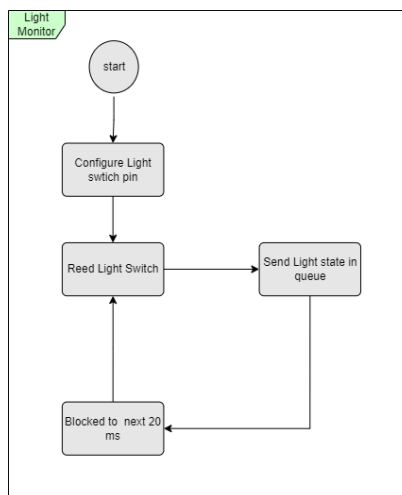 Light
Monitor
start
Configure Light
swtich pin
Reed Light Switch
Send Light state in
queue
Blocked to next 20
ms